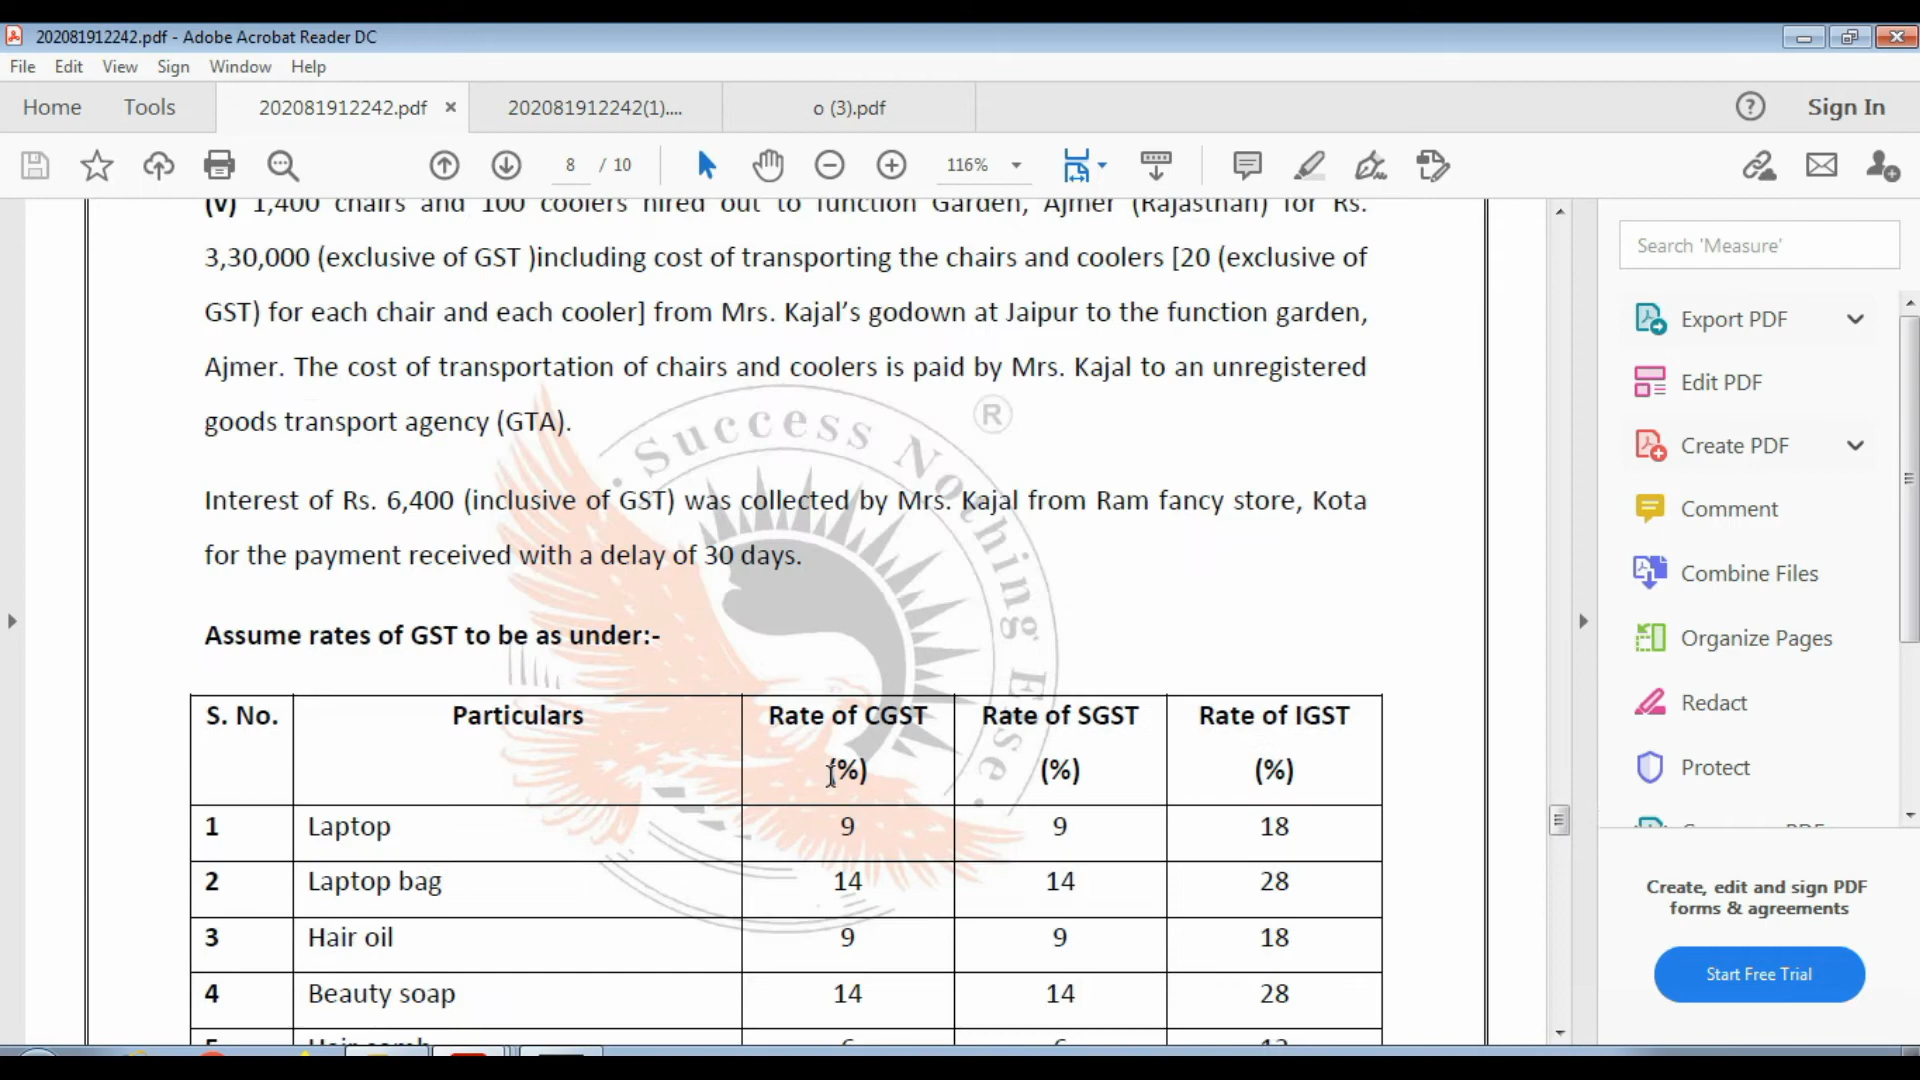 202081912242.pdf - Adobe Acrobat Reader DC
File Edit View Sign Window Help
Home Tools 202081912242.pdf × 202081912242(1).... o (3).pdf Sign In
8 / 10 116%
(v) 1,400 chairs and 100 coolers hired out to function Garden, Ajmer (Rajasthan) for Rs.
3,30,000 (exclusive of GST )including cost of transporting the chairs and coolers [20 (exclusive of
GST) for each chair and each cooler] from Mrs. Kajal's godown at Jaipur to the function garden,
Ajmer. The cost of transportation of chairs and coolers is paid by Mrs. Kajal to an unregistered
goods transport agency (GTA).
Interest of Rs. 6,400 (inclusive of GST) was collected by Mrs. Kajal from Ram fancy store, Kota
for the payment received with a delay of 30 days.
Assume rates of GST to be as under:-
S. No. Particulars Rate of CGST Rate of SGST Rate of IGST
(%) (%) (%)
1 Laptop 9 9 18
2 Laptop bag 14 14 28
3 Hair oil 9 9 18
4 Beauty soap 14 14 28
· Success Nothing Else ·
®
Search 'Measure'
Export PDF
Edit PDF
Create PDF
Comment
Combine Files
Organize Pages
Redact
Protect
Create, edit and sign PDF
forms & agreements
Start Free Trial